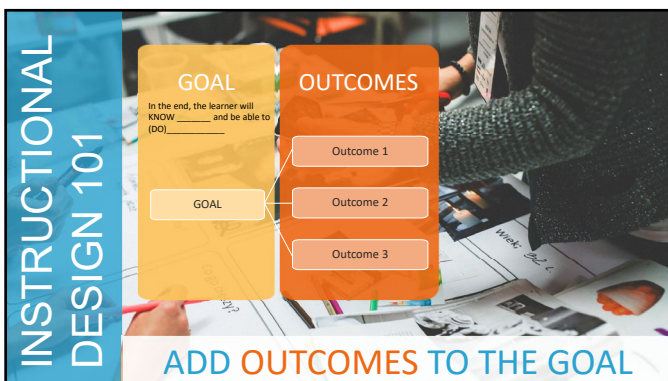 INSTRUCTIONAL
DESIGN 101
GOAL
In the end, the learner will
KNOW _______ and be able to
(DO)____________
GOAL
OUTCOMES
Outcome 1
Outcome 2
Outcome 3
ADD OUTCOMES TO THE GOAL